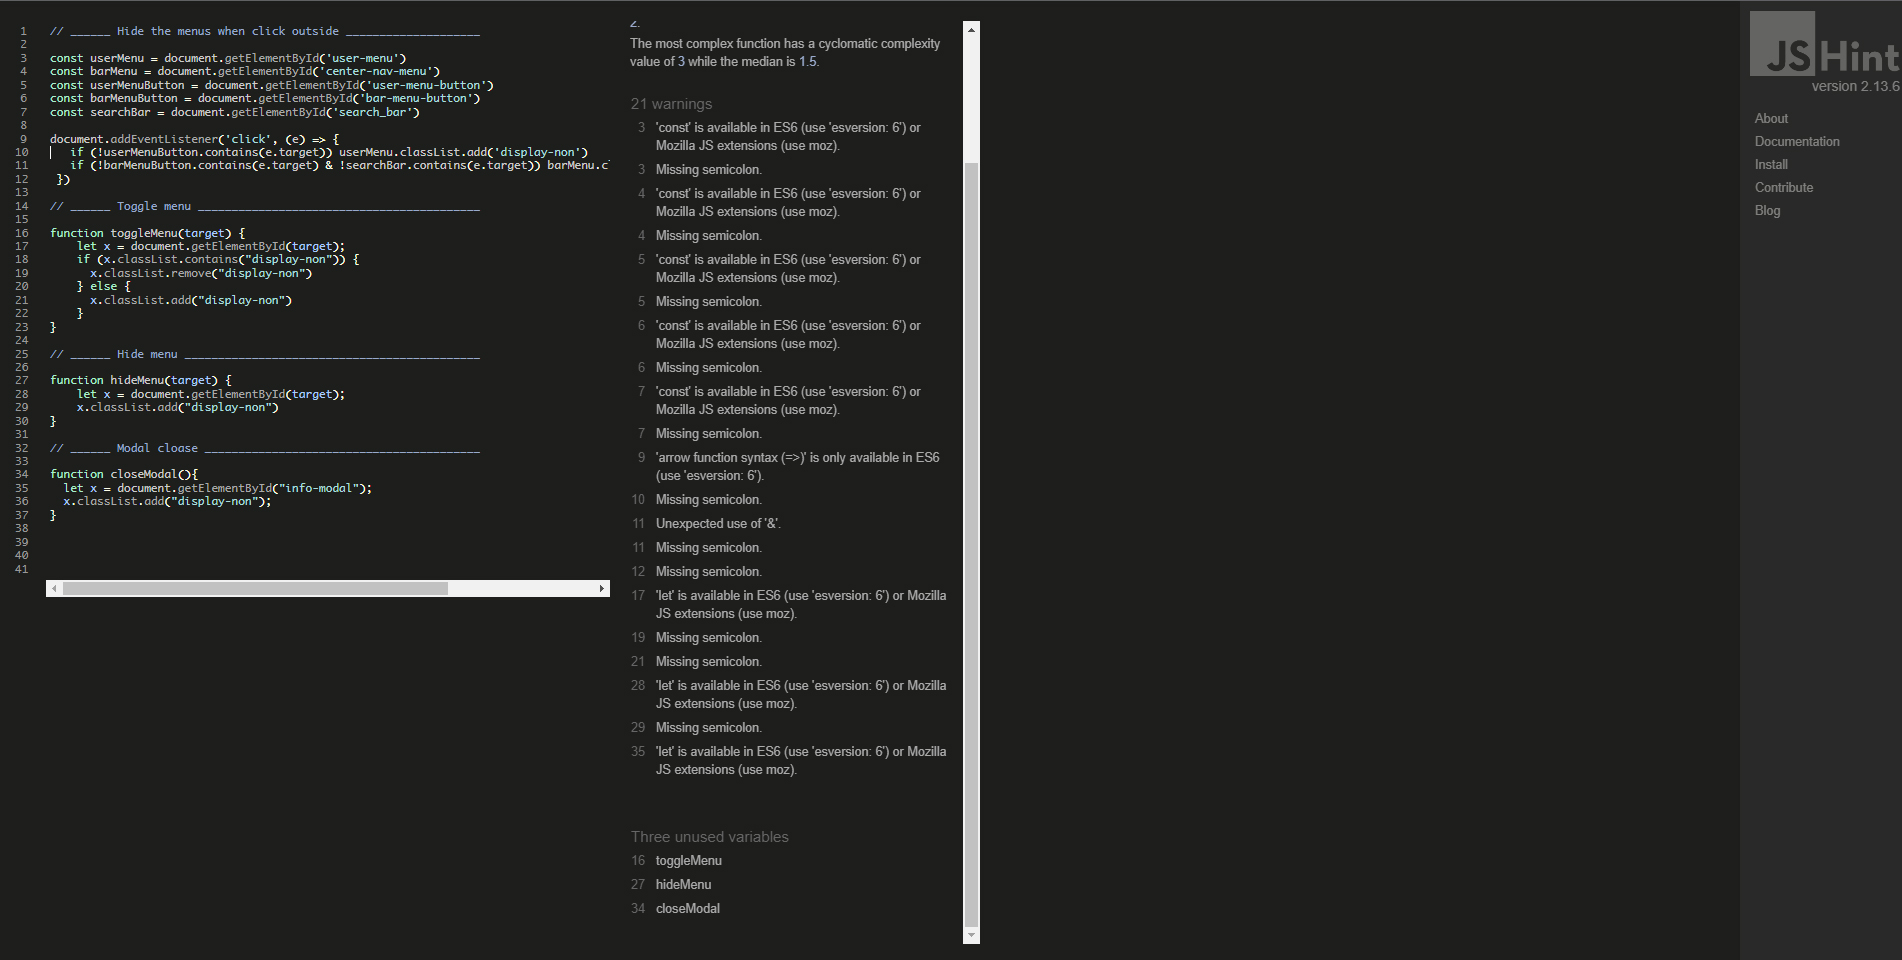 1 // ______ Hide the menus when click outside ____________________
2
3 const userMenu = document.getElementById('user-menu')
4 const barMenu = document.getElementById('center-nav-menu')
5 const userMenuButton = document.getElementById('user-menu-button')
6 const barMenuButton = document.getElementById('bar-menu-button')
7 const searchBar = document.getElementById('search_bar')
8
9 document.addEventListener('click', (e) => {
10    if (!userMenuButton.contains(e.target)) userMenu.classList.add('display-non')
11    if (!barMenuButton.contains(e.target) & !searchBar.contains(e.target)) barMenu.cl
12  })
13
14 // ______ Toggle menu __________________________________________
15
16 function toggleMenu(target) {
17     let x = document.getElementById(target);
18     if (x.classList.contains("display-non")) {
19       x.classList.remove("display-non")
20     } else {
21       x.classList.add("display-non")
22     }
23 }
24
25 // ______ Hide menu ____________________________________________
26
27 function hideMenu(target) {
28     let x = document.getElementById(target);
29     x.classList.add("display-non")
30 }
31
32 // ______ Modal cloase _________________________________________
33
34 function closeModal(){
35   let x = document.getElementById("info-modal");
36   x.classList.add("display-non");
37 }
38
39
40
41
2.
The most complex function has a cyclomatic complexity
value of 3 while the median is 1.5.
21 warnings
3 'const' is available in ES6 (use 'esversion: 6') or
Mozilla JS extensions (use moz).
3 Missing semicolon.
4 'const' is available in ES6 (use 'esversion: 6') or
Mozilla JS extensions (use moz).
4 Missing semicolon.
5 'const' is available in ES6 (use 'esversion: 6') or
Mozilla JS extensions (use moz).
5 Missing semicolon.
6 'const' is available in ES6 (use 'esversion: 6') or
Mozilla JS extensions (use moz).
6 Missing semicolon.
7 'const' is available in ES6 (use 'esversion: 6') or
Mozilla JS extensions (use moz).
7 Missing semicolon.
9 'arrow function syntax (=>)' is only available in ES6
(use 'esversion: 6').
10 Missing semicolon.
11 Unexpected use of '&'.
11 Missing semicolon.
12 Missing semicolon.
17 'let' is available in ES6 (use 'esversion: 6') or Mozilla
JS extensions (use moz).
19 Missing semicolon.
21 Missing semicolon.
28 'let' is available in ES6 (use 'esversion: 6') or Mozilla
JS extensions (use moz).
29 Missing semicolon.
35 'let' is available in ES6 (use 'esversion: 6') or Mozilla
JS extensions (use moz).
Three unused variables
16 toggleMenu
27 hideMenu
34 closeModal
JSHint
version 2.13.6
About
Documentation
Install
Contribute
Blog